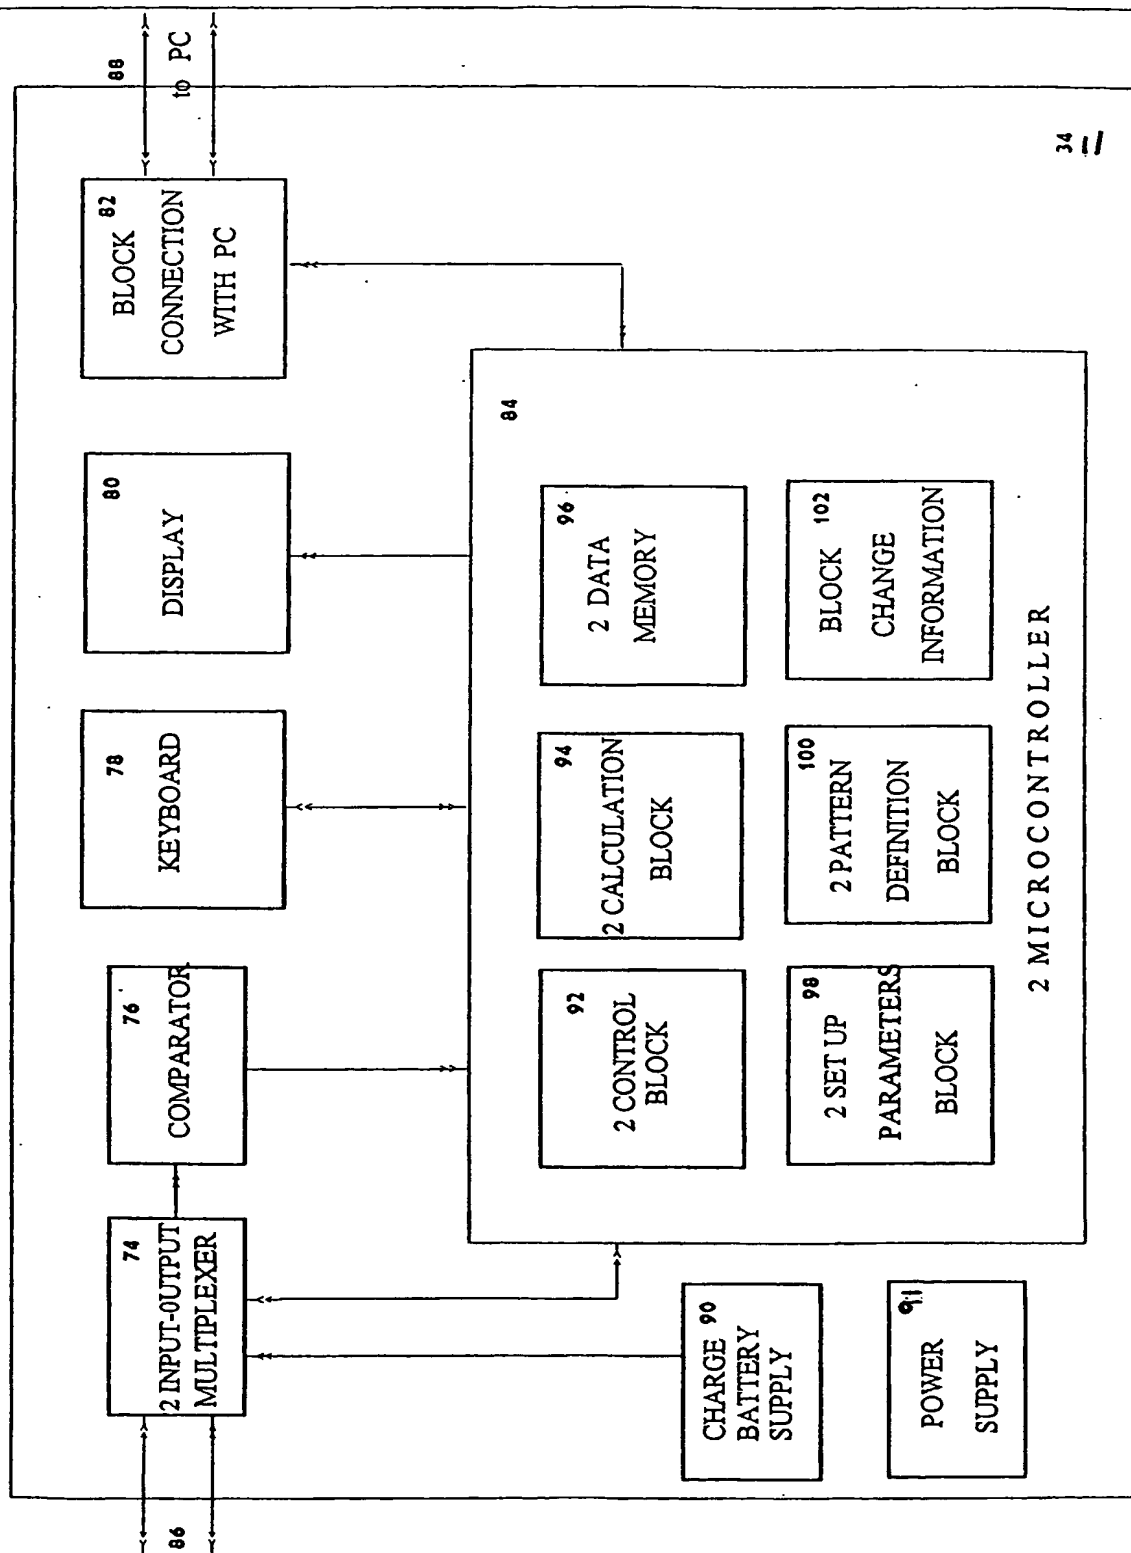 86
74
2 INPUT-OUTPUT
MULTIPLEXER
76
COMPARATOR
78
KEYBOARD
80
DISPLAY
BLOCK 82
CONNECTION
WITH PC
88
to PC
CHARGE 90
BATTERY
SUPPLY
91
POWER
SUPPLY
84
92
2 CONTROL
BLOCK
94
2 CALCULATION
BLOCK
96
2 DATA
MEMORY
98
2 SET UP
PARAMETERS
BLOCK
100
2 PATTERN
DEFINITION
BLOCK
BLOCK 102
CHANGE
INFORMATION
2 MICROCONTROLLER
34 11